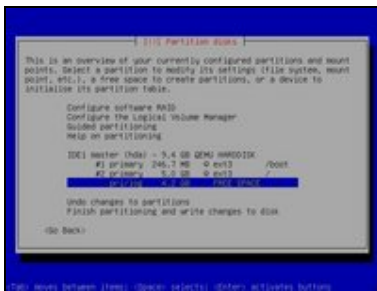 [!!] Partition disks
This is an overview of your currently configured partitions and mount
points. Select a partition to modify its settings (file system, mount
point, etc.), a free space to create partitions, or a device to
initialise its partition table.
Configure software RAID
Configure the Logical Volume Manager
Guided partitioning
Help on partitioning
IDE1 master (hda) - 9.4 GB QEMU HARDDISK
#1 primary 246.7 MB ext3 /boot
#2 primary 5.0 GB ext3 /
pri/log 4.2 GB FREE SPACE
Undo changes to partitions
Finish partitioning and write changes to disk
<Go Back>
<Tab> moves between items; <Space> selects; <Enter> activates buttons